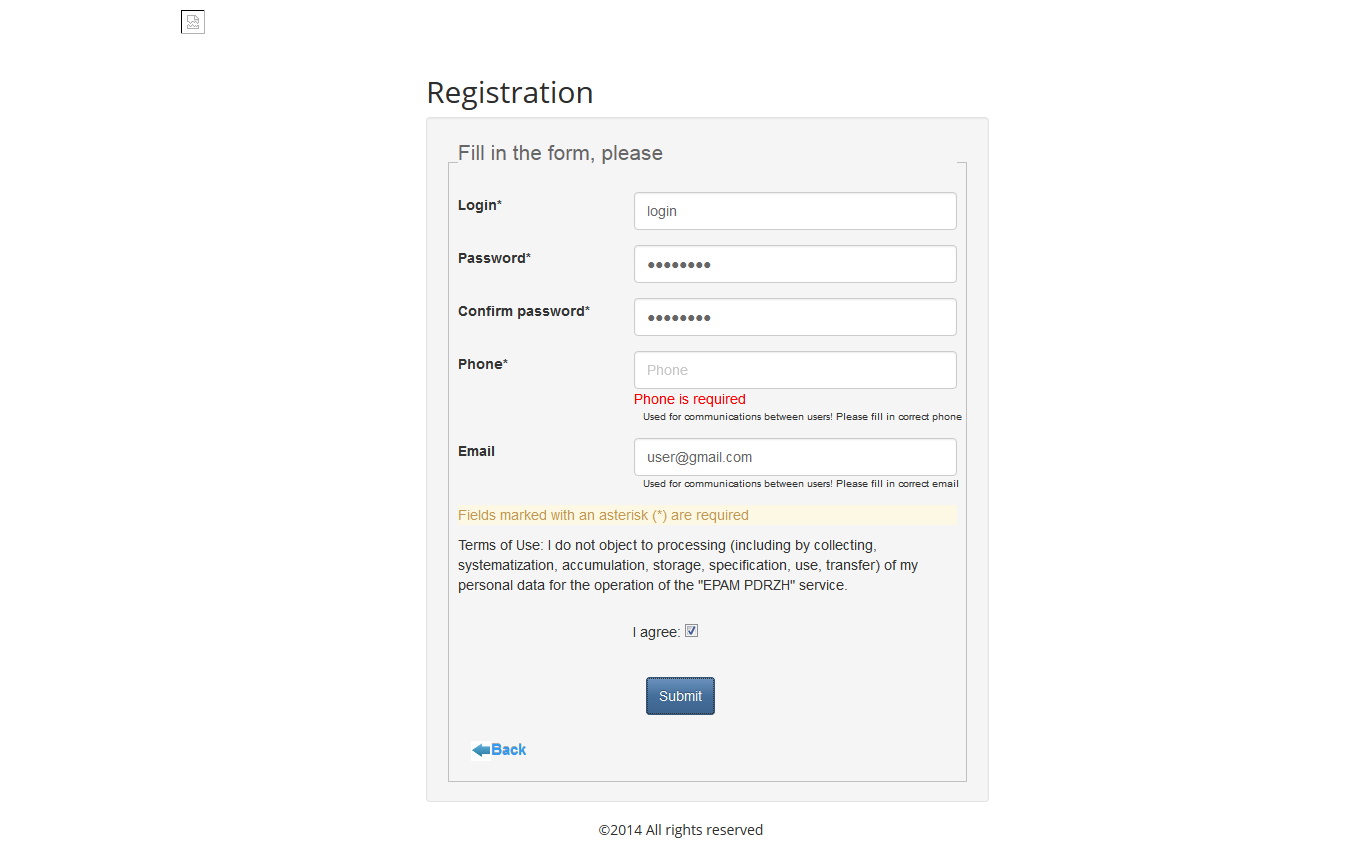 Registration
Fill in the form, please
Login*
login
Password*
••••••••
Confirm password*
••••••••
Phone*
Phone
Phone is required
Used for communications between users! Please fill in correct phone
Email
user@gmail.com
Used for communications between users! Please fill in correct email
Fields marked with an asterisk (*) are required
Terms of Use: I do not object to processing (including by collecting,
systematization, accumulation, storage, specification, use, transfer) of my
personal data for the operation of the "EPAM PDRZH" service.
I agree:
Submit
Back
©2014 All rights reserved